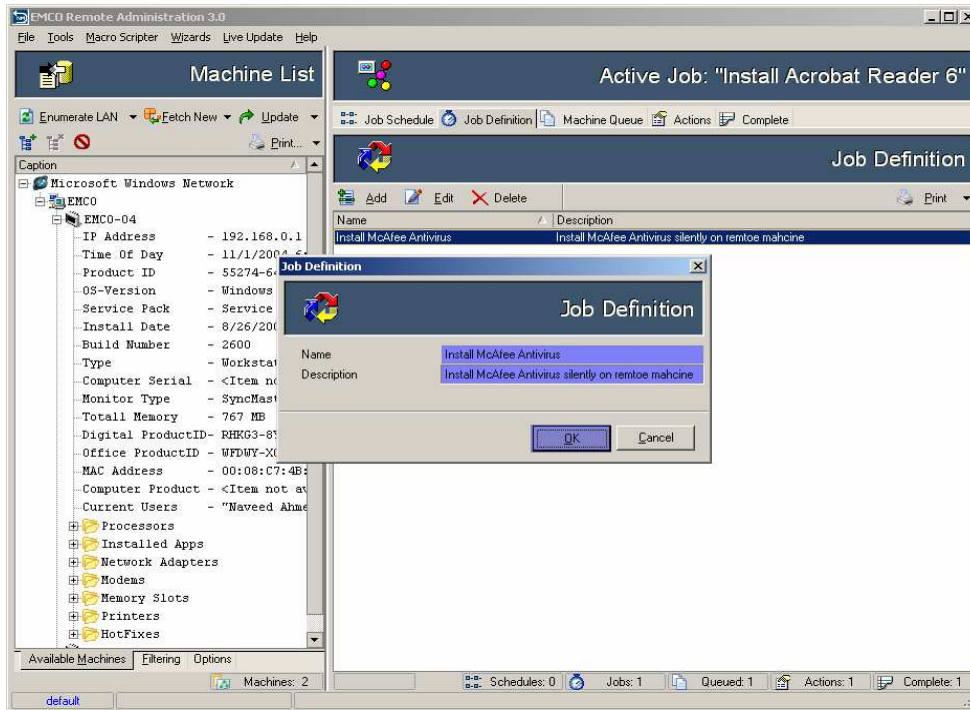 EMCO Remote Administration 3.0
File Tools Macro Scripter Wizards Live Update Help
Machine List
Active Job: "Install Acrobat Reader 6"
Enumerate LAN Fetch New Update
Job Schedule Job Definition Machine Queue Actions Complete
Print...
Job Definition
Caption
Add Edit Delete Print
Name Description
Install McAfee Antivirus Install McAfee Antivirus silently on remtoe mahcine
Microsoft Windows Network
EMCO
EMCO-04
IP Address - 192.168.0.1
Time Of Day - 11/1/2004
Product ID - 55274-6
OS-Version - Windows
Service Pack - Service
Install Date - 8/26/200
Build Number - 2600
Type - Workstat
Computer Serial - <Item no
Monitor Type - SyncMast
Totall Memory - 767 MB
Digital ProductID- RHKG3-8
Office ProductID - WFDWY-X
MAC Address - 00:08:C7:4B:
Computer Product - <Item not av
Current Users - "Naveed Ahme
Processors
Installed Apps
Network Adapters
Modems
Memory Slots
Printers
HotFixes
Job Definition
Job Definition
Name Install McAfee Antivirus
Description Install McAfee Antivirus silently on remtoe mahcine
OK Cancel
Available Machines Filtering Options
Machines: 2
Schedules: 0 Jobs: 1 Queued: 1 Actions: 1 Complete: 1
default